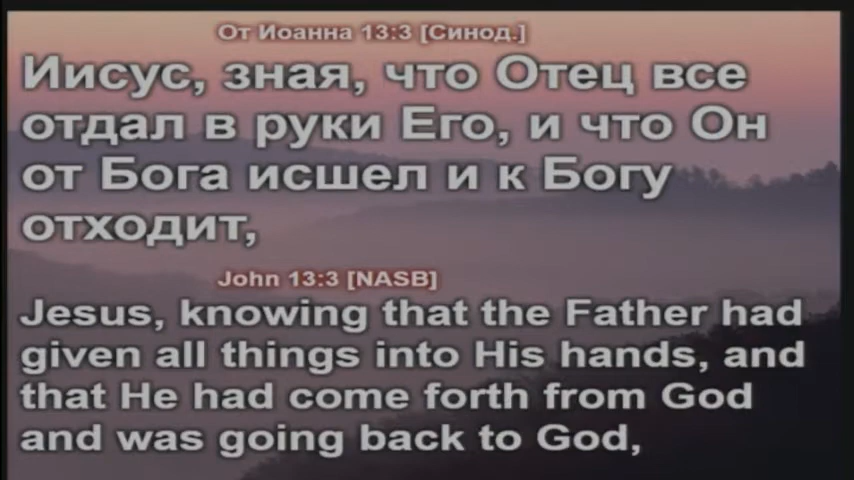 От Иоанна 13:3 [Синод.]
Иисус, зная, что Отец все
отдал в руки Его, и что Он
от Бога исшел и к Богу
отходит,
John 13:3 [NASB]
Jesus, knowing that the Father had
given all things into His hands, and
that He had come forth from God
and was going back to God,